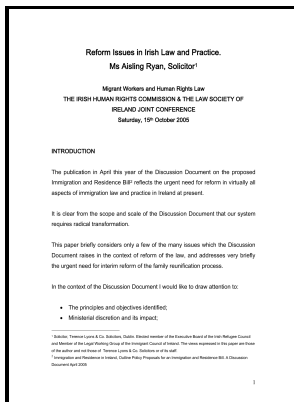 Reform Issues in Irish Law and Practice.
Ms Aisling Ryan, Solicitor¹
Migrant Workers and Human Rights Law
THE IRISH HUMAN RIGHTS COMMISSION & THE LAW SOCIETY OF
IRELAND JOINT CONFERENCE
Saturday, 15th October 2005
INTRODUCTION
The publication in April this year of the Discussion Document on the proposed
Immigration and Residence Bill² reflects the urgent need for reform in virtually all
aspects of immigration law and practice in Ireland at present.
It is clear from the scope and scale of the Discussion Document that our system
requires radical transformation.
This paper briefly considers only a few of the many issues which the Discussion
Document raises in the context of reform of the law, and addresses very briefly
the urgent need for interim reform of the family reunification process.
In the context of the Discussion Document I would like to draw attention to:
• The principles and objectives identified;
• Ministerial discretion and its impact;
¹ Solicitor, Terence Lyons & Co. Solicitors, Dublin. Elected member of the Executive Board of the Irish Refugee Council
and Member of the Legal Working Group of the Immigrant Council of Ireland. The views expressed in this paper are those
of the author and not those of Terence Lyons & Co. Solicitors or of its staff.
² Immigration and Residence in Ireland, Outline Policy Proposals for an Immigration and Residence Bill. A Discussion
Document April 2005
1